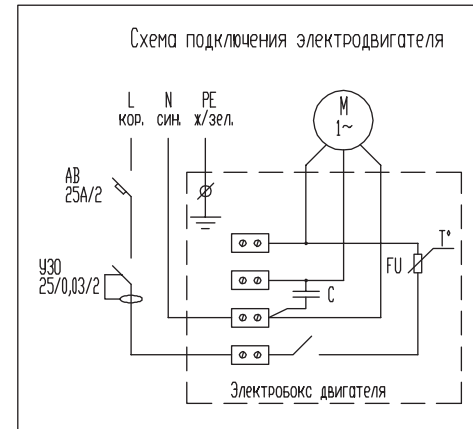 Схема подключения электродвигателя
L N PE
кор. син. ж/зел.
M
1~
АВ
25А/2
УЗО
25/0,03/2
T°
FU
C
Электробокс двигателя